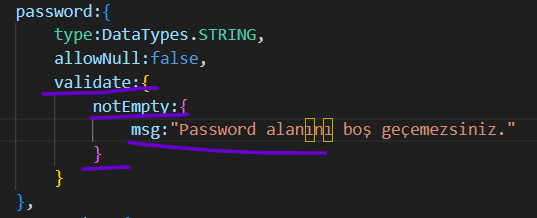 password:{
type:DataTypes.STRING,
allowNull:false,
validate:{
notEmpty:{
msg:"Password alanını boş geçemezsiniz."
}
}
},